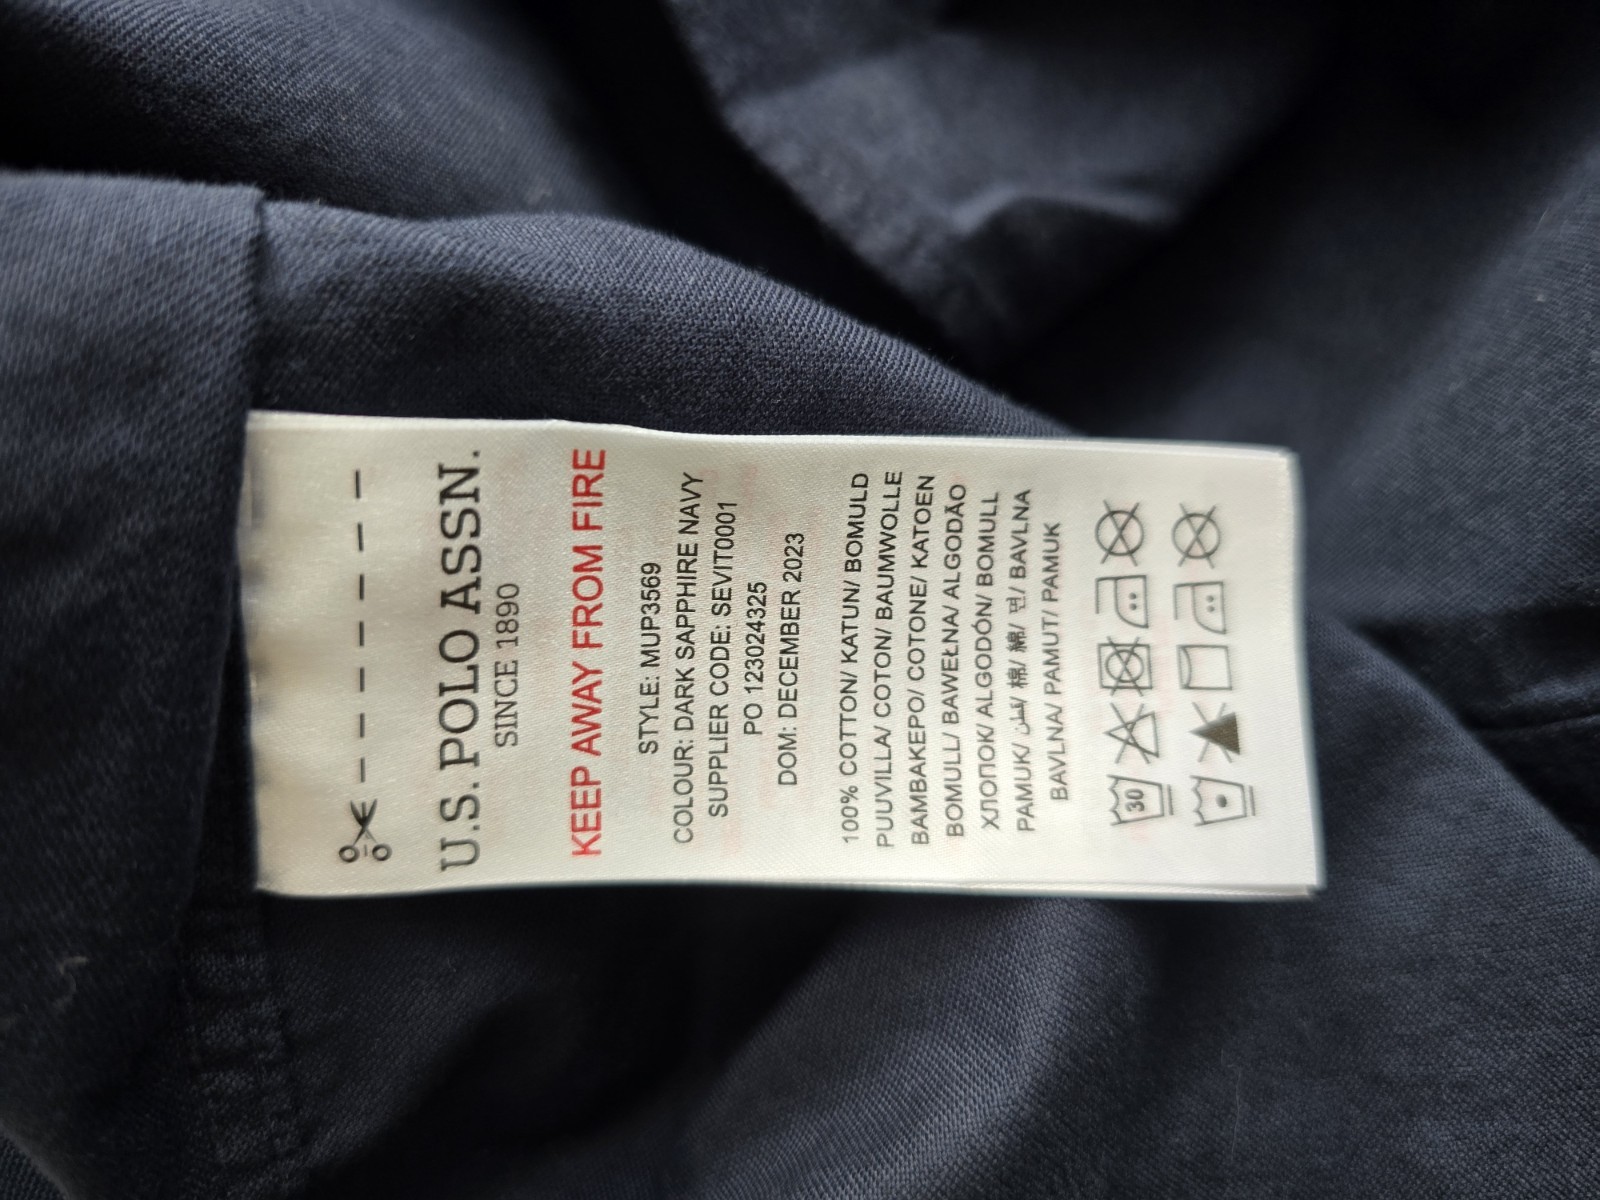 U.S. POLO ASSN.
SINCE 1890
KEEP AWAY FROM FIRE
STYLE: MUP3569
COLOUR: DARK SAPPHIRE NAVY
SUPPLIER CODE: SEVIT0001
PO 123024325
DOM: DECEMBER 2023
100% COTTON/ KATUN/ BOMULD
PUUVILLA/ COTON/ BAUMWOLLE
ΒΑΜΒΑΚΕΡΟ/ COTONE/ KATOEN
BOMULL/ BAWEŁNA/ ALGODÃO
ХЛОПОК/ ALGODÓN/ BOMULL
PAMUK/ كتان/ 棉/ 綿/ 면/ BAVLNA
BAVLNA/ PAMUT/ PAMUK
30